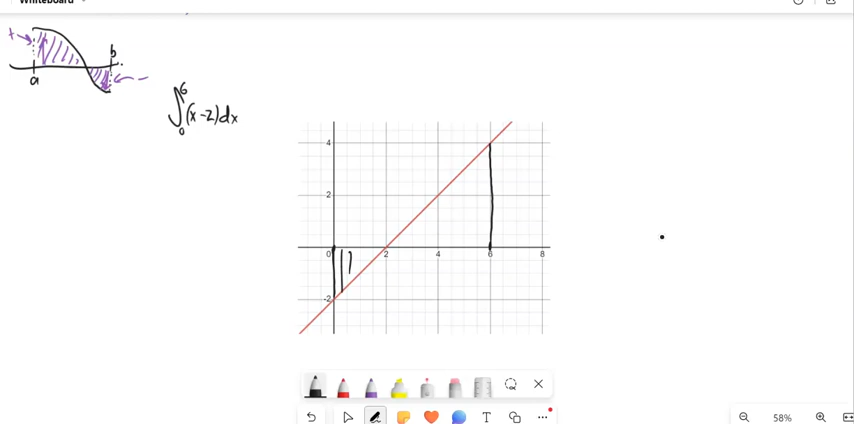 Whiteboard
+
b
a
−
∫₀⁶ (x−2)dx
4
2
0 2 4 6 8
-2
T
58%